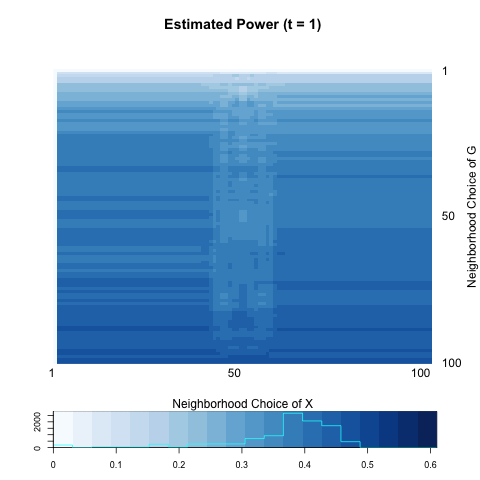 Estimated Power (t = 1)
1
50
100
Neighborhood Choice of G
1 50 100
Neighborhood Choice of X
0 2000
0 0.1 0.2 0.3 0.4 0.5 0.6